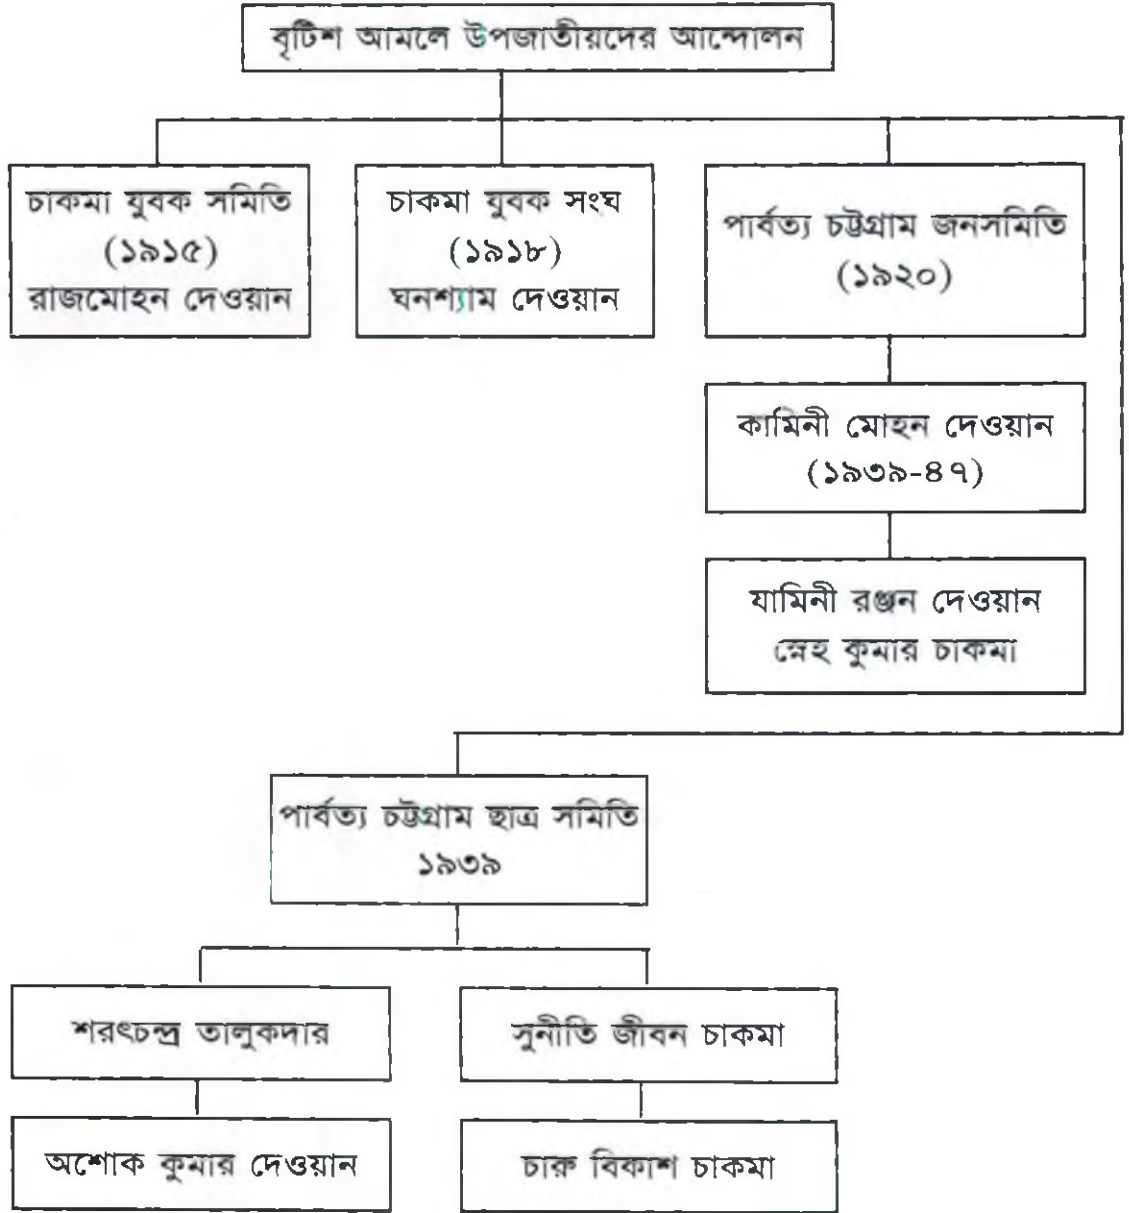 বৃটিশ আমলে উপজাতীয়দের আন্দোলন
চাকমা যুবক সমিতি
(১৯১৫)
রাজমোহন দেওয়ান
চাকমা যুবক সংঘ
(১৯১৮)
ঘনশ্যাম দেওয়ান
পার্বত্য চট্টগ্রাম জনসমিতি
(১৯২০)
কামিনী মোহন দেওয়ান
(১৯৩৯-৪৭)
যামিনী রঞ্জন দেওয়ান
স্নেহ কুমার চাকমা
পার্বত্য চট্টগ্রাম ছাত্র সমিতি
১৯৩৯
শরৎচন্দ্র তালুকদার
সুনীতি জীবন চাকমা
অশোক কুমার দেওয়ান
চারু বিকাশ চাকমা